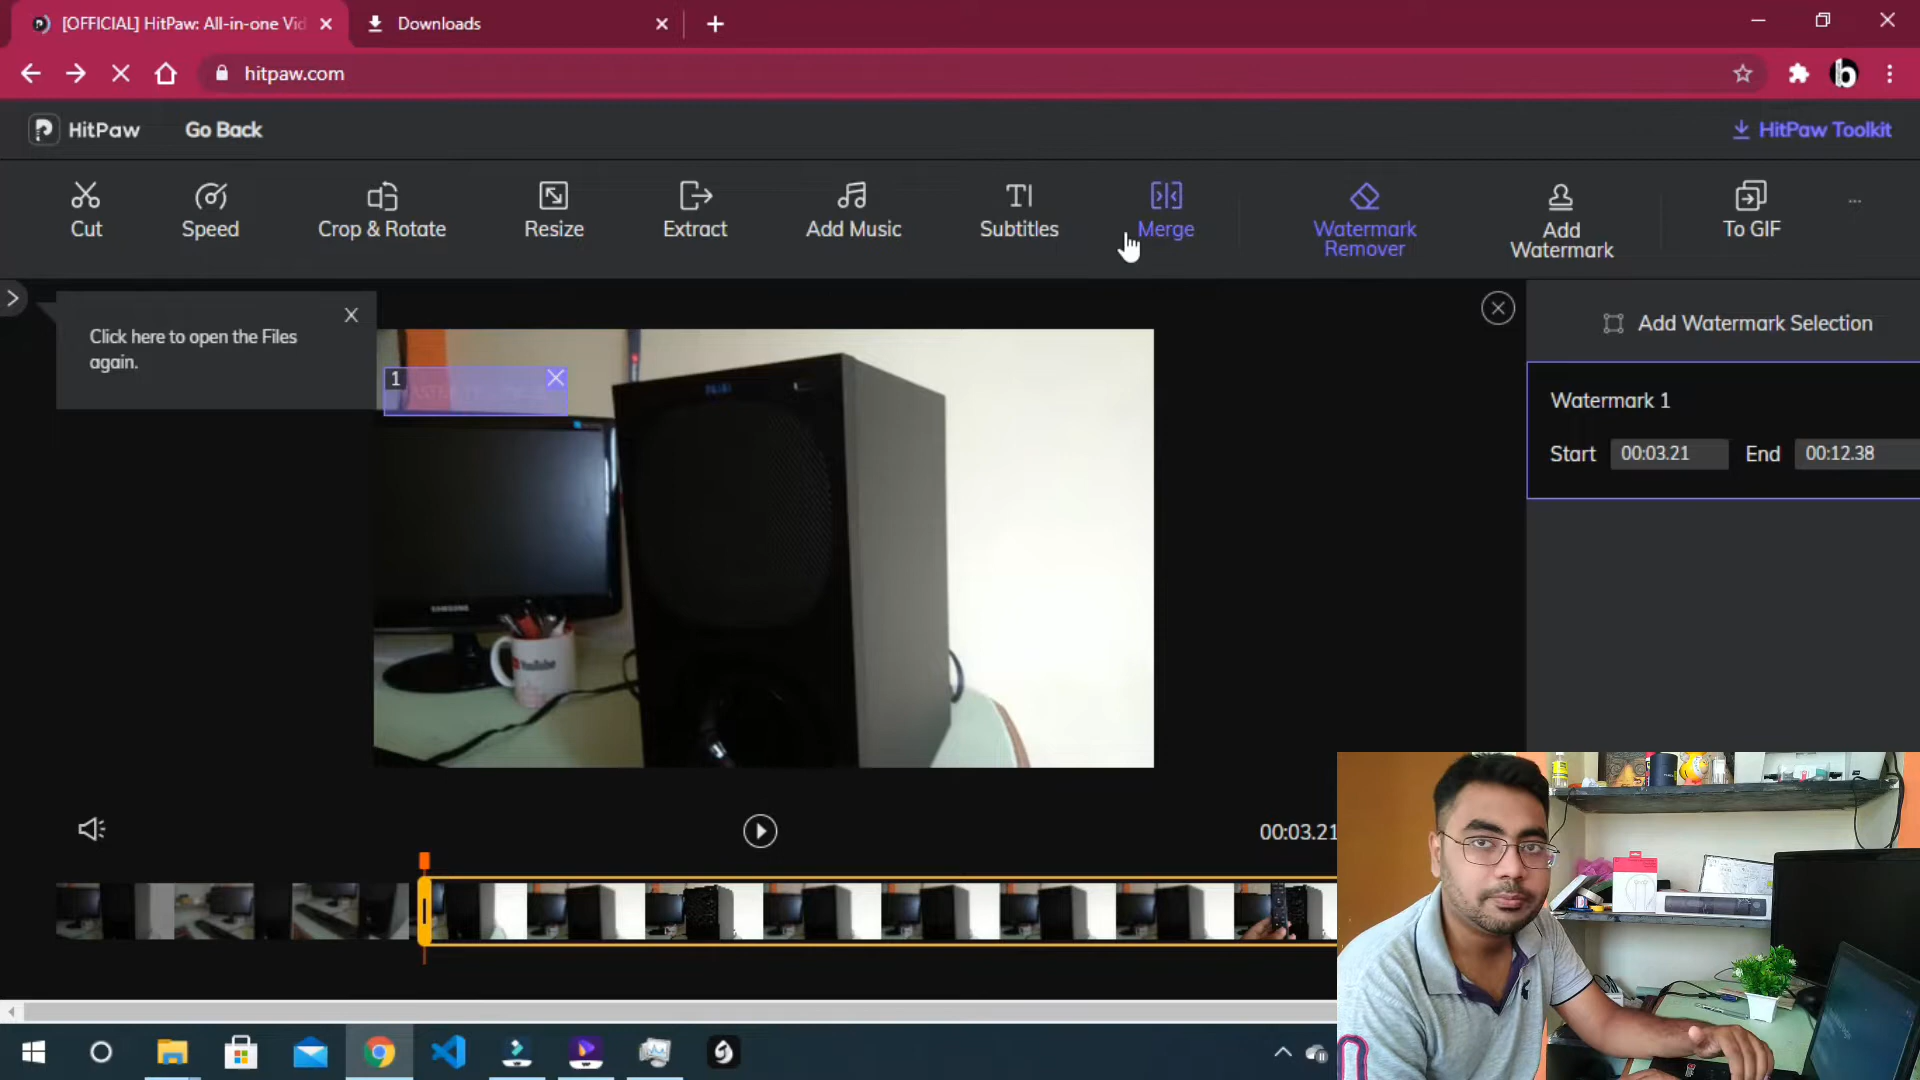 [OFFICIAL] HitPaw: All-in-one Vid
Downloads
hitpaw.com
HitPaw
Go Back
HitPaw Toolkit
Cut
Speed
Crop & Rotate
Resize
Extract
Add Music
Subtitles
Merge
Watermark
Remover
Add
Watermark
To GIF
...
Click here to open the Files
again.
X
1
Add Watermark Selection
Watermark 1
Start 00:03.21 End 00:12.38
SAMSUNG
YouTube
00:03.21